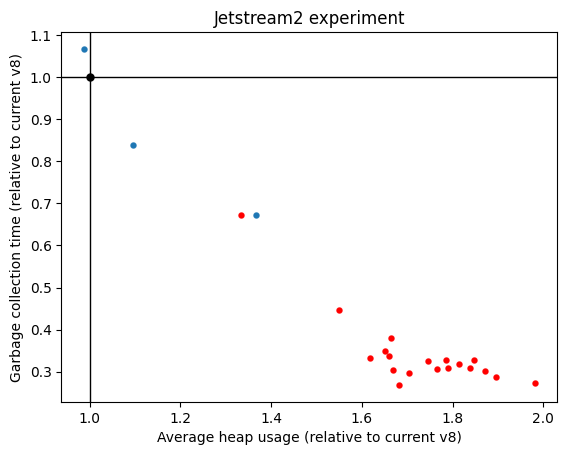 Jetstream2 experiment
Garbage collection time (relative to current v8)
1.1
1.0
0.9
0.8
0.7
0.6
0.5
0.4
0.3
1.0 1.2 1.4 1.6 1.8 2.0
Average heap usage (relative to current v8)